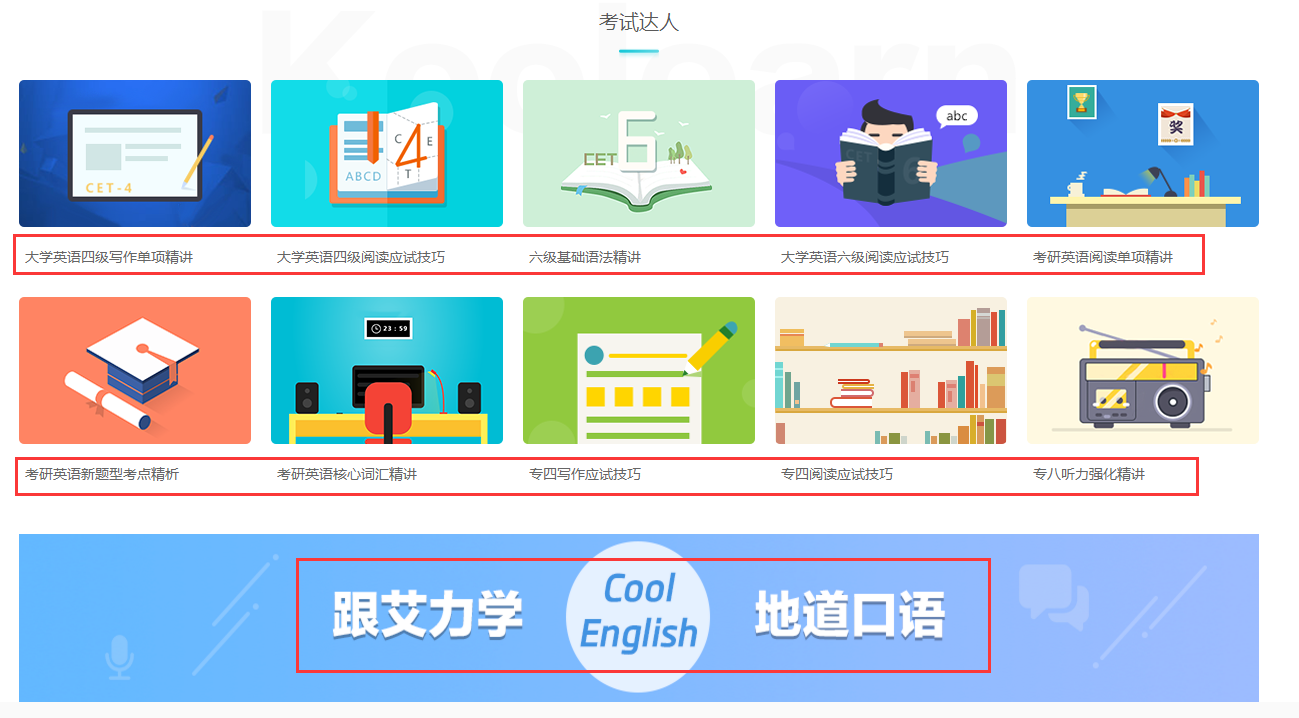 Koolearn
考试达人
CET-4
ABCD
C
4
E
T
CET
6
CET
6
abc
奖
大学英语四级写作单项精讲
大学英语四级阅读应试技巧
六级基础语法精讲
大学英语六级阅读应试技巧
考研英语阅读单项精讲
23 : 59
考研英语新题型考点精析
考研英语核心词汇精讲
专四写作应试技巧
专四阅读应试技巧
专八听力强化精讲
跟艾力学
Cool
English
地道口语